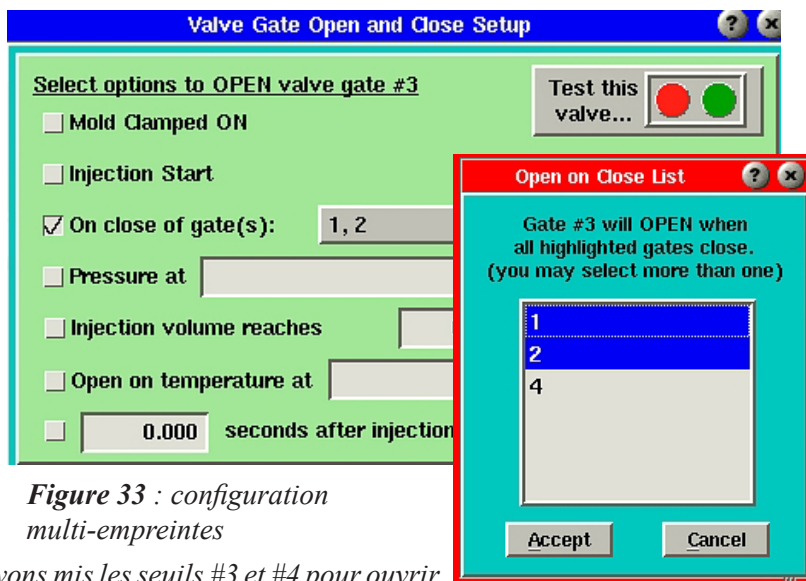 Valve Gate Open and Close Setup
Select options to OPEN valve gate #3
Test this
valve...
Mold Clamped ON
Injection Start
On close of gate(s): 1, 2
Pressure at
Injection volume reaches
Open on temperature at
0.000 seconds after injection
Open on Close List
Gate #3 will OPEN when
all highlighted gates close.
(you may select more than one)
1
2
4
Accept Cancel
Figure 33 : configuration
multi-empreintes
mis les seuils #3 et #4 pour ouvrir